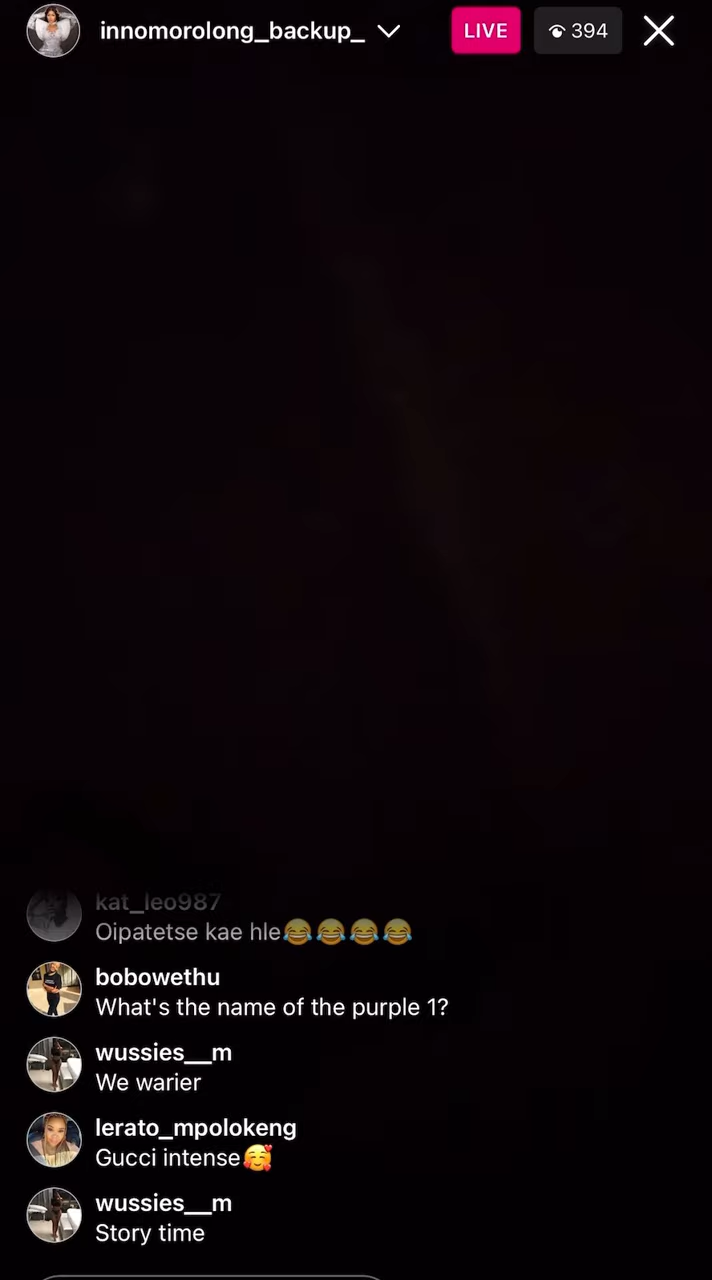 innomorolong_backup_
LIVE
394
kat_leo987
Oipatetse kae hle😂😂😂😂
bobowethu
What's the name of the purple 1?
wussies__m
We warier
lerato_mpolokeng
Gucci intense🥰
wussies__m
Story time